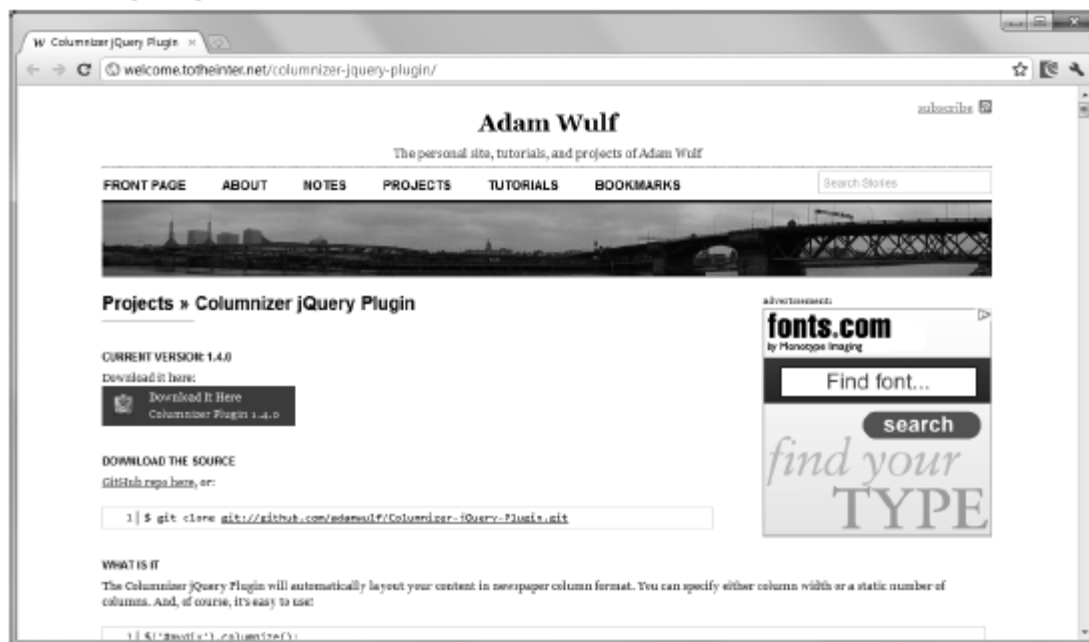 W Columnizer jQuery Plugin ×
welcome.totheinter.net/columnizer-jquery-plugin/
subscribe
Adam Wulf
The personal site, tutorials, and projects of Adam Wulf
FRONT PAGE ABOUT NOTES PROJECTS TUTORIALS BOOKMARKS Search Stories
Projects » Columnizer jQuery Plugin
advertisement:
fonts.com
by Monotype Imaging
Find font...
search
find your
TYPE
CURRENT VERSION: 1.4.0
Download it here:
Download It Here
Columnizer Plugin 1.4.0
DOWNLOAD THE SOURCE
GitHub repo here, or:
1 $ git clone git://github.com/adamwulf/Columnizer-jQuery-Plugin.git
WHAT IS IT
The Columnizer jQuery Plugin will automatically layout your content in newspaper column format. You can specify either column width or a static number of
columns. And, of course, it's easy to use:
1 $('#mydiv').columnize();